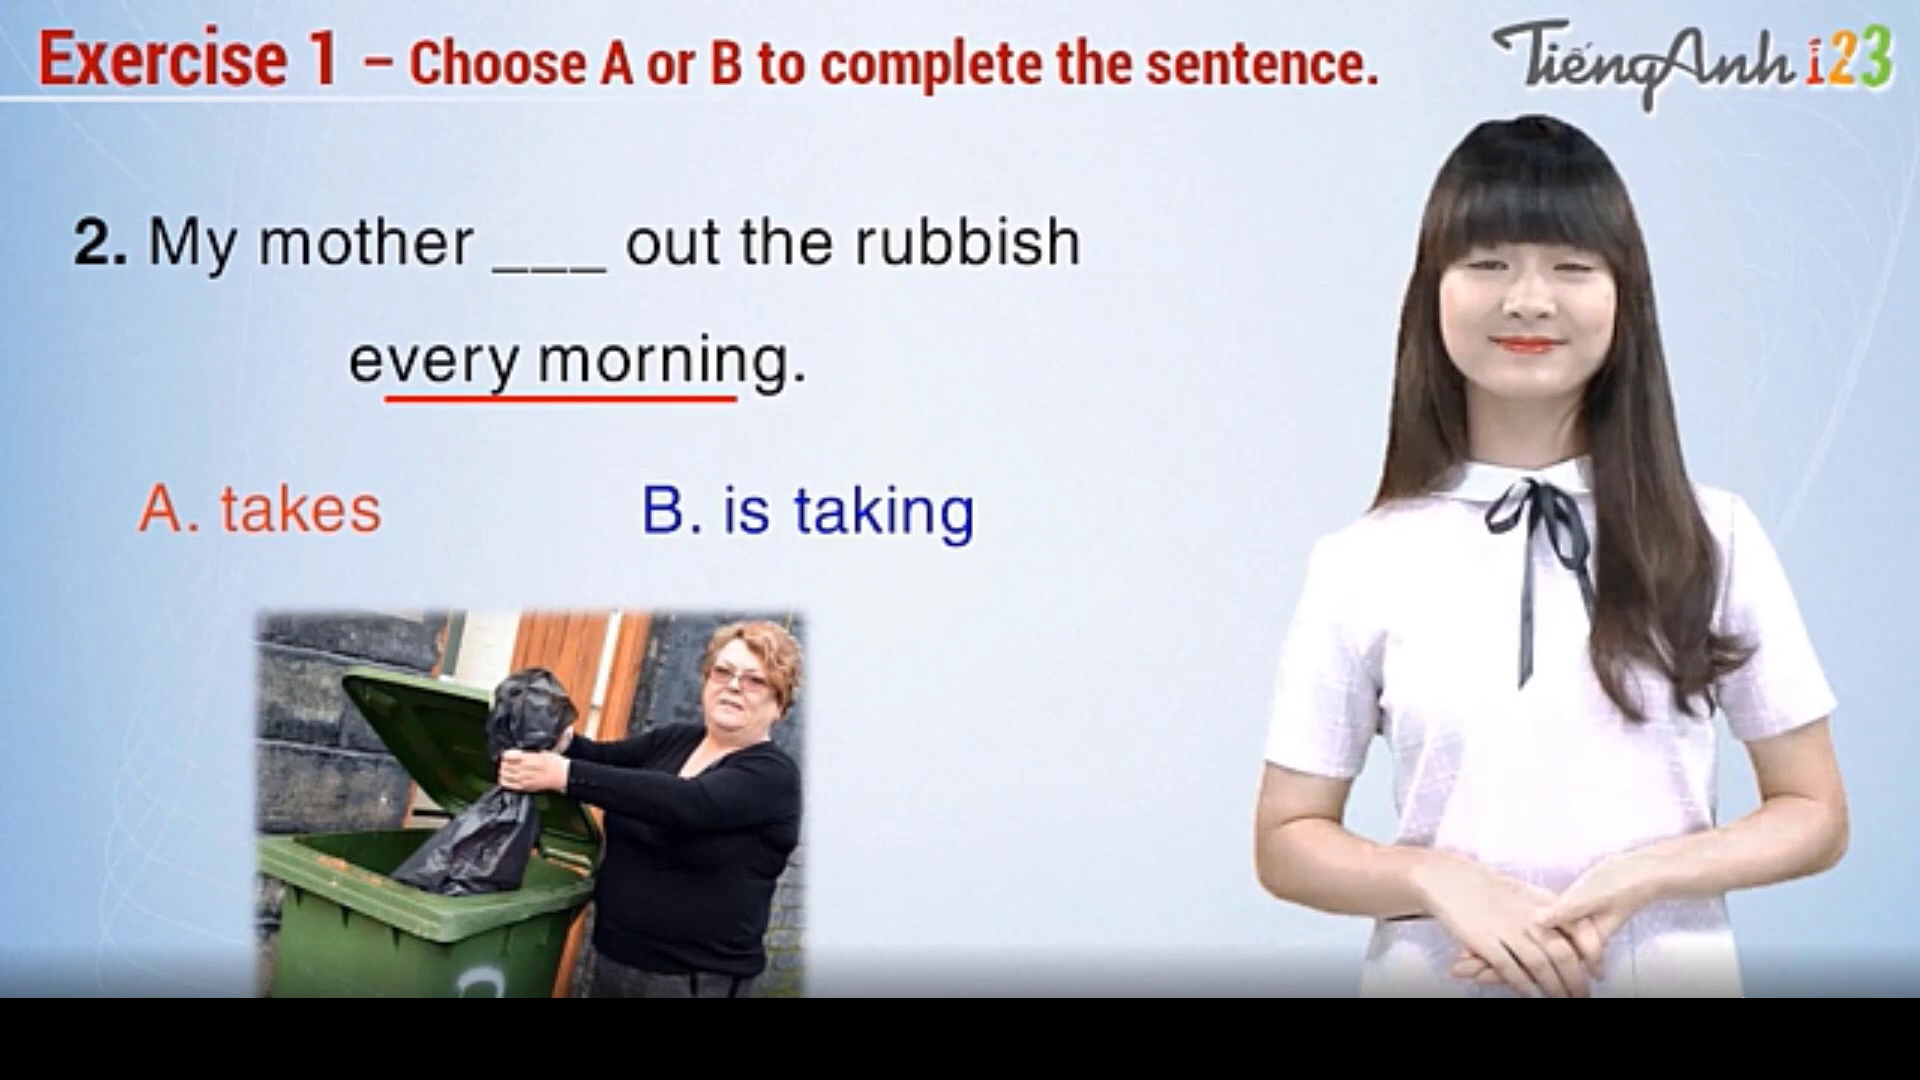 Exercise 1 – Choose A or B to complete the sentence.
TiếngAnh123
2. My mother ___ out the rubbish
every morning.
A. takes
B. is taking